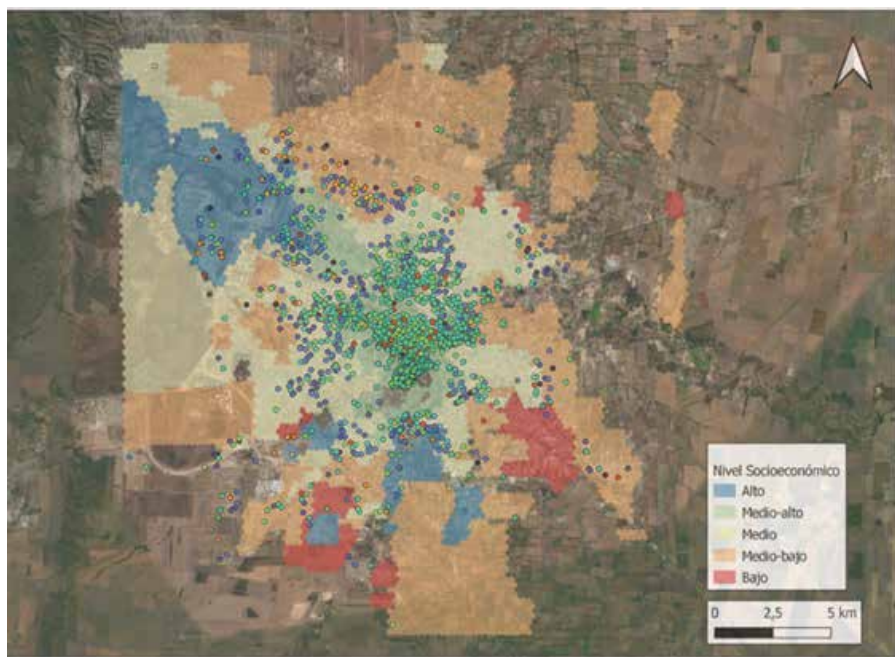 Nivel Socioeconómico
Alto
Medio-alto
Medio
Medio-bajo
Bajo
0 2,5 5 km